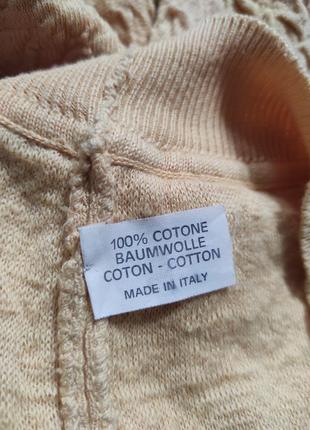 100% COTONE
BAUMWOLLE
COTON - COTTON
MADE IN ITALY